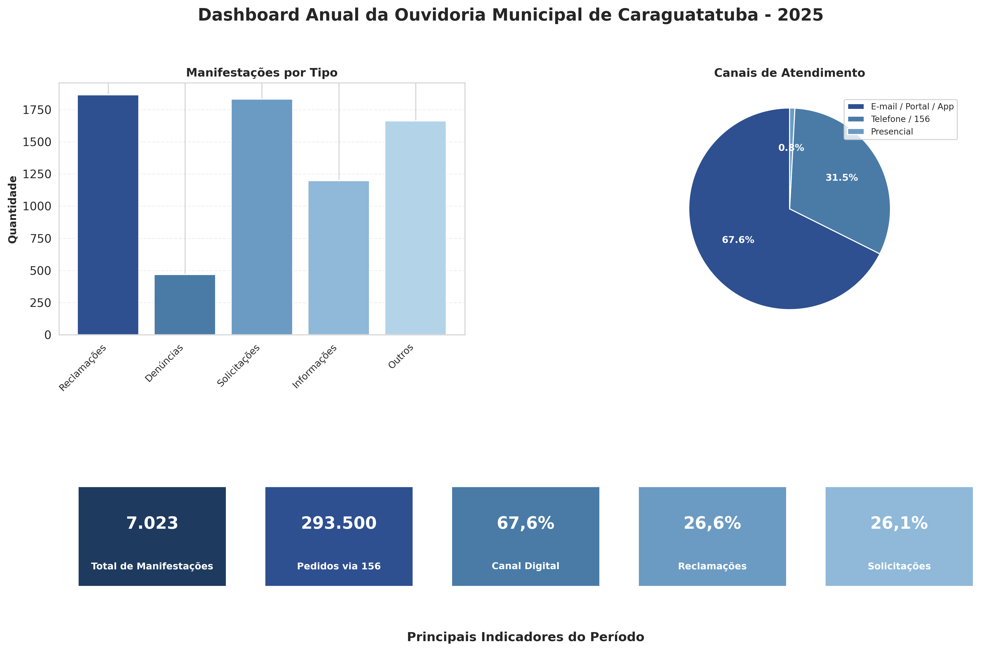 Dashboard Anual da Ouvidoria Municipal de Caraguatatuba - 2025
Manifestações por Tipo
Quantidade
1750
1500
1250
1000
750
500
250
0
Reclamações
Denúncias
Solicitações
Informações
Outros
Canais de Atendimento
E-mail / Portal / App
Telefone / 156
Presencial
0.8%
31.5%
67.6%
7.023
Total de Manifestações
293.500
Pedidos via 156
67,6%
Canal Digital
26,6%
Reclamações
26,1%
Solicitações
Principais Indicadores do Período